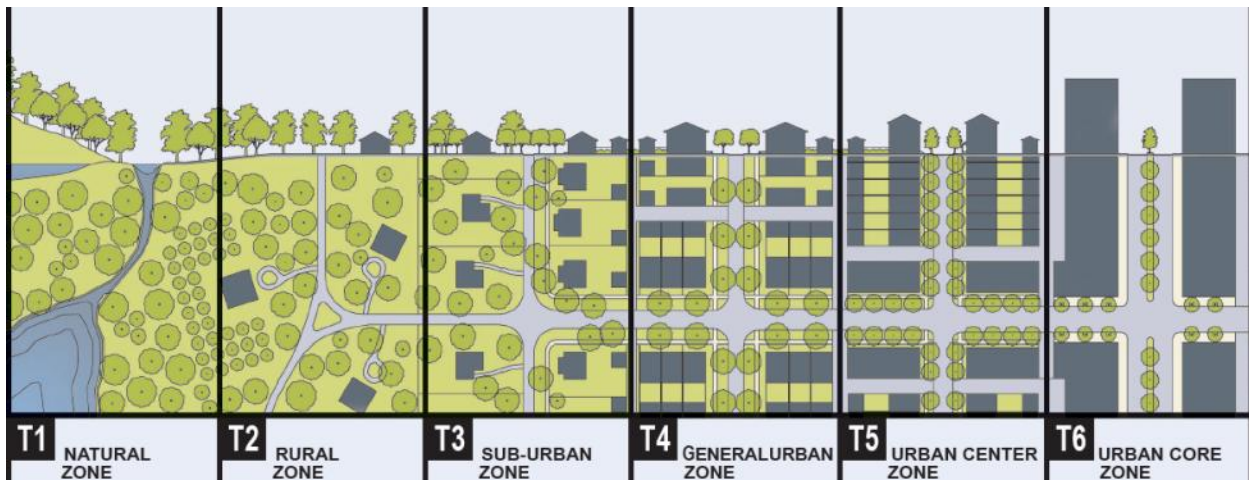 T1 NATURAL
ZONE
T2 RURAL
ZONE
T3 SUB-URBAN
ZONE
T4 GENERALURBAN
ZONE
T5 URBAN CENTER
ZONE
T6 URBAN CORE
ZONE